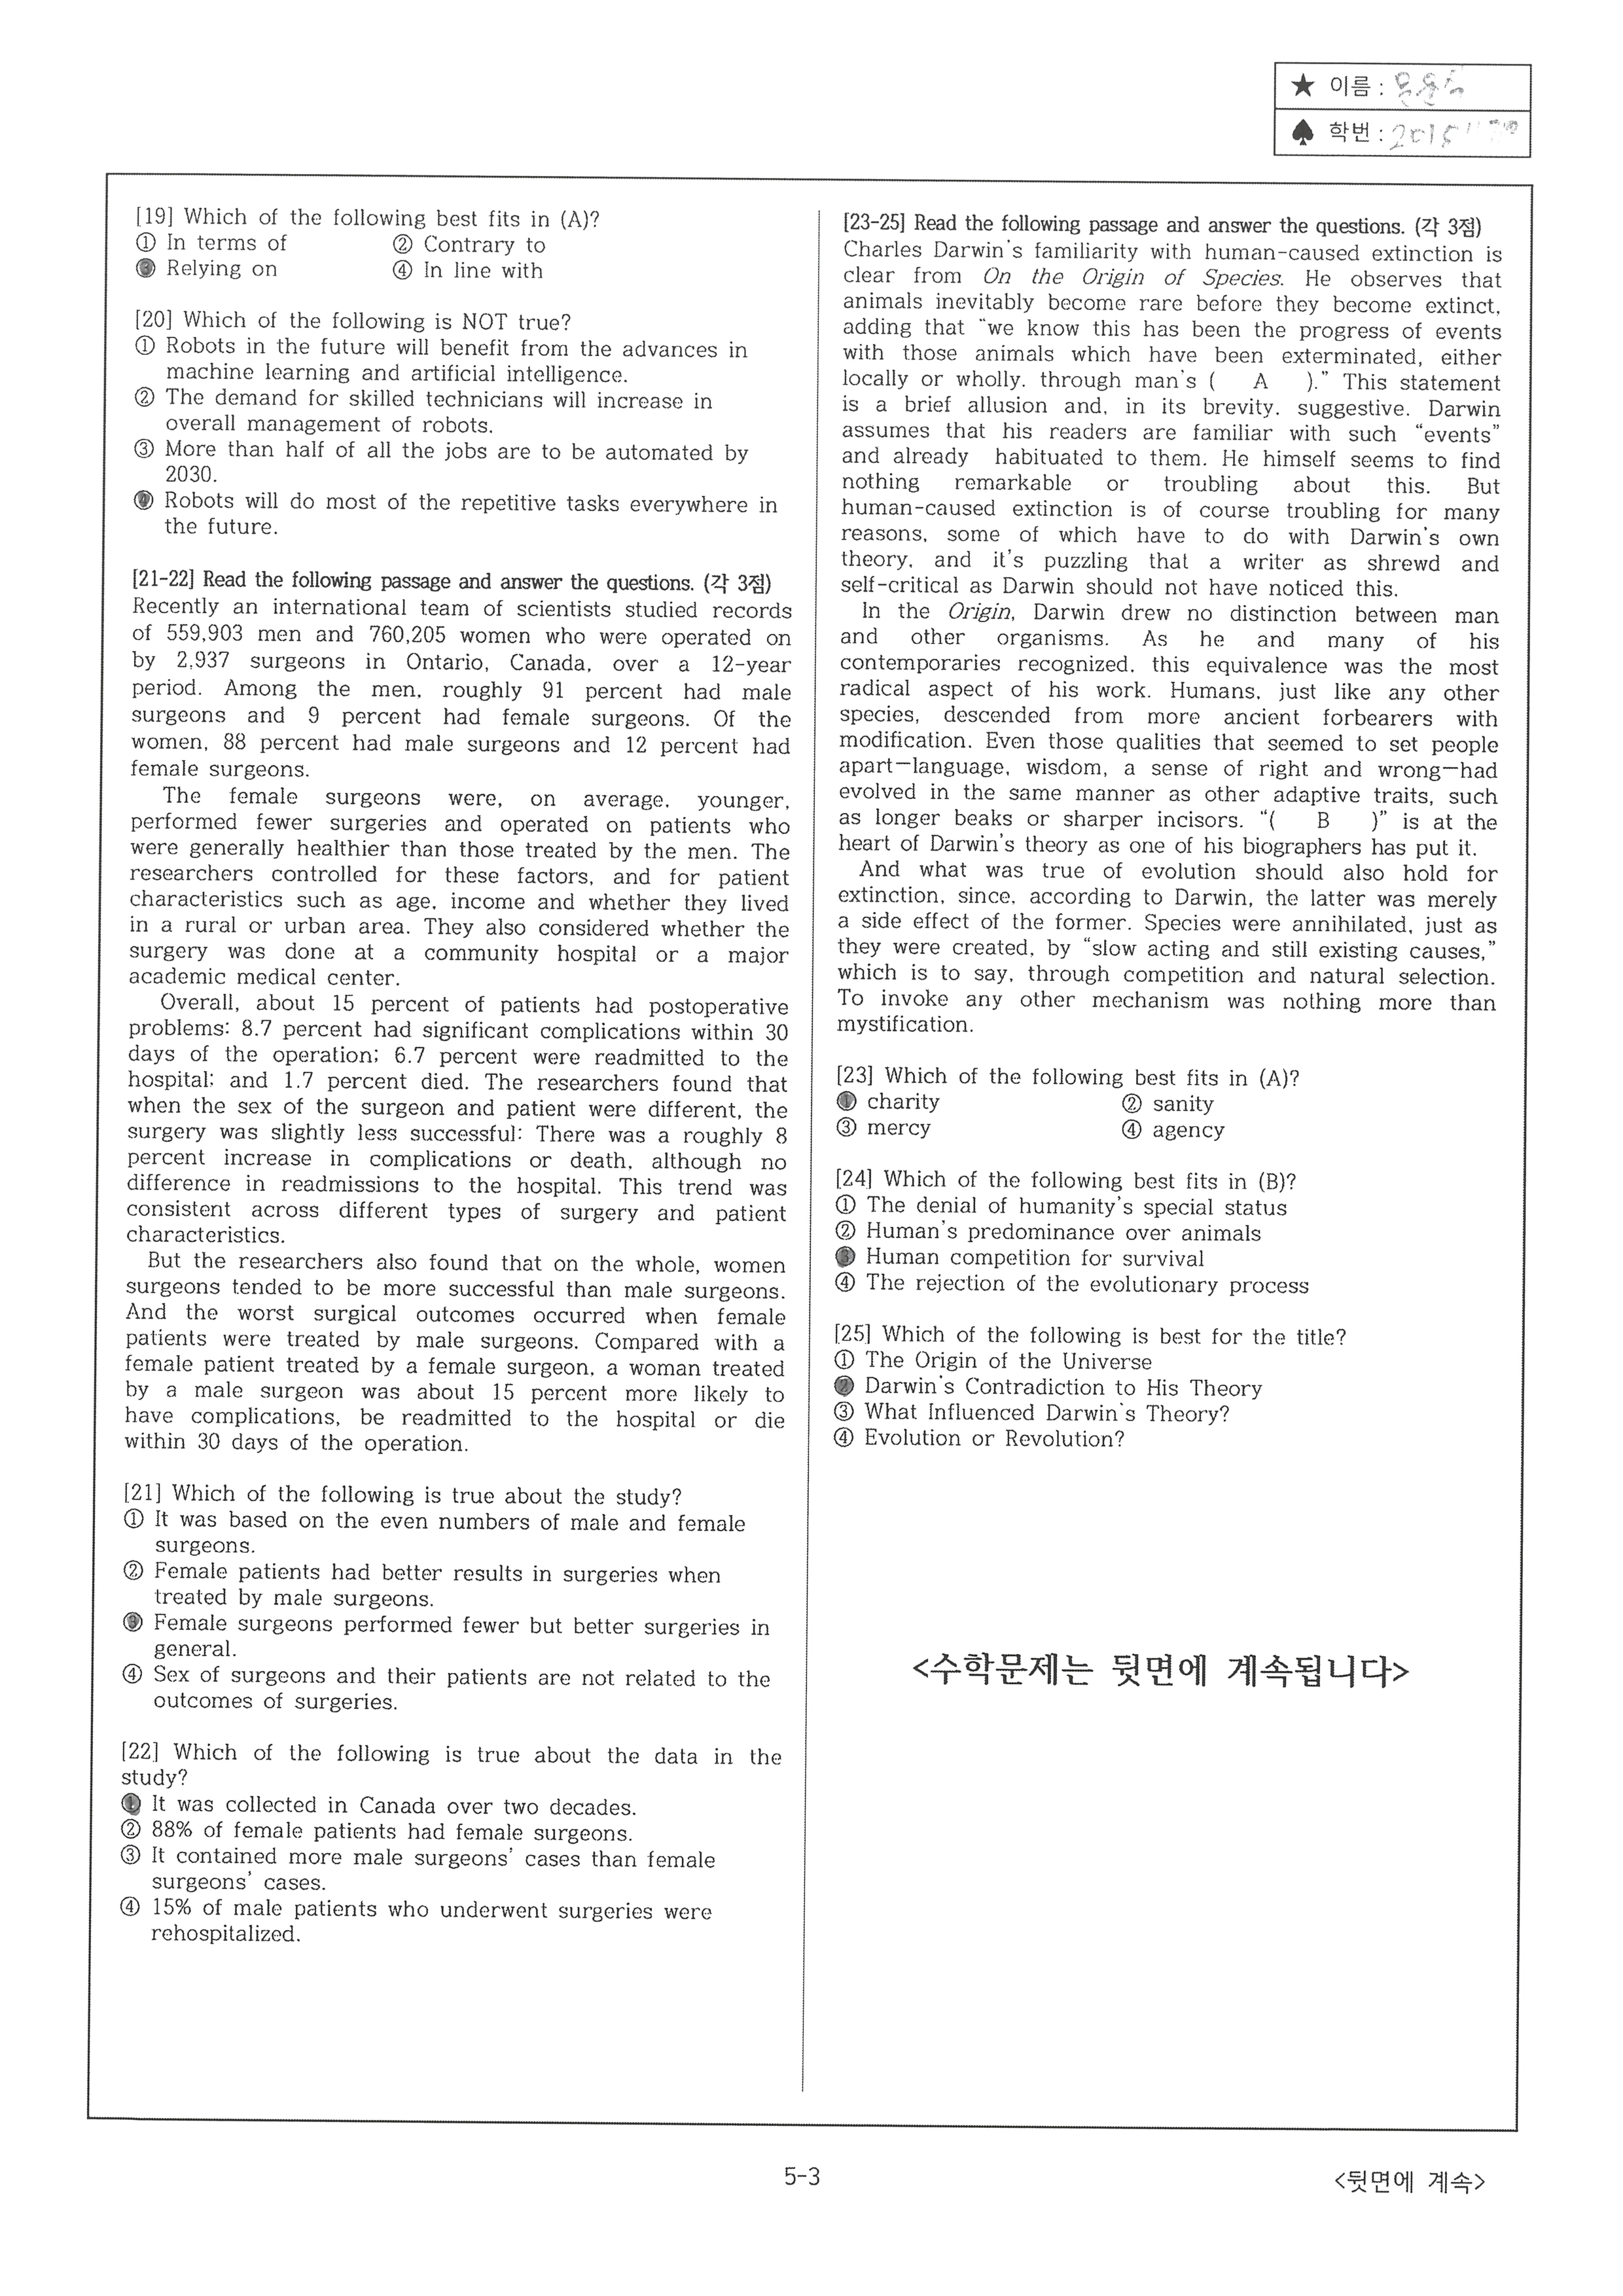 ★ 이름 :
♠ 학번 : 2015
[19] Which of the following best fits in (A)?
① In terms of ② Contrary to
③ Relying on ④ In line with
[20] Which of the following is NOT true?
① Robots in the future will benefit from the advances in
machine learning and artificial intelligence.
② The demand for skilled technicians will increase in
overall management of robots.
③ More than half of all the jobs are to be automated by
2030.
④ Robots will do most of the repetitive tasks everywhere in
the future.
[21-22] Read the following passage and answer the questions. (각 3점)
Recently an international team of scientists studied records
of 559,903 men and 760,205 women who were operated on
by 2,937 surgeons in Ontario, Canada, over a 12-year
period. Among the men, roughly 91 percent had male
surgeons and 9 percent had female surgeons. Of the
women, 88 percent had male surgeons and 12 percent had
female surgeons.
The female surgeons were, on average, younger,
performed fewer surgeries and operated on patients who
were generally healthier than those treated by the men. The
researchers controlled for these factors, and for patient
characteristics such as age, income and whether they lived
in a rural or urban area. They also considered whether the
surgery was done at a community hospital or a major
academic medical center.
Overall, about 15 percent of patients had postoperative
problems: 8.7 percent had significant complications within 30
days of the operation; 6.7 percent were readmitted to the
hospital; and 1.7 percent died. The researchers found that
when the sex of the surgeon and patient were different, the
surgery was slightly less successful: There was a roughly 8
percent increase in complications or death, although no
difference in readmissions to the hospital. This trend was
consistent across different types of surgery and patient
characteristics.
But the researchers also found that on the whole, women
surgeons tended to be more successful than male surgeons.
And the worst surgical outcomes occurred when female
patients were treated by male surgeons. Compared with a
female patient treated by a female surgeon, a woman treated
by a male surgeon was about 15 percent more likely to
have complications, be readmitted to the hospital or die
within 30 days of the operation.
[21] Which of the following is true about the study?
① It was based on the even numbers of male and female
surgeons.
② Female patients had better results in surgeries when
treated by male surgeons.
③ Female surgeons performed fewer but better surgeries in
general.
④ Sex of surgeons and their patients are not related to the
outcomes of surgeries.
[22] Which of the following is true about the data in the
study?
① It was collected in Canada over two decades.
② 88% of female patients had female surgeons.
③ It contained more male surgeons' cases than female
surgeons' cases.
④ 15% of male patients who underwent surgeries were
rehospitalized.
[23-25] Read the following passage and answer the questions. (각 3점)
Charles Darwin's familiarity with human-caused extinction is
clear from On the Origin of Species. He observes that
animals inevitably become rare before they become extinct,
adding that "we know this has been the progress of events
with those animals which have been exterminated, either
locally or wholly, through man's ( A )." This statement
is a brief allusion and, in its brevity, suggestive. Darwin
assumes that his readers are familiar with such "events"
and already habituated to them. He himself seems to find
nothing remarkable or troubling about this. But
human-caused extinction is of course troubling for many
reasons, some of which have to do with Darwin's own
theory, and it's puzzling that a writer as shrewd and
self-critical as Darwin should not have noticed this.
In the Origin, Darwin drew no distinction between man
and other organisms. As he and many of his
contemporaries recognized, this equivalence was the most
radical aspect of his work. Humans, just like any other
species, descended from more ancient forbearers with
modification. Even those qualities that seemed to set people
apart—language, wisdom, a sense of right and wrong—had
evolved in the same manner as other adaptive traits, such
as longer beaks or sharper incisors. "( B )" is at the
heart of Darwin's theory as one of his biographers has put it.
And what was true of evolution should also hold for
extinction, since, according to Darwin, the latter was merely
a side effect of the former. Species were annihilated, just as
they were created, by "slow acting and still existing causes,"
which is to say, through competition and natural selection.
To invoke any other mechanism was nothing more than
mystification.
[23] Which of the following best fits in (A)?
① charity ② sanity
③ mercy ④ agency
[24] Which of the following best fits in (B)?
① The denial of humanity's special status
② Human's predominance over animals
③ Human competition for survival
④ The rejection of the evolutionary process
[25] Which of the following is best for the title?
① The Origin of the Universe
② Darwin's Contradiction to His Theory
③ What Influenced Darwin's Theory?
④ Evolution or Revolution?
<수학문제는 뒷면에 계속됩니다>
5-3
<뒷면에 계속>